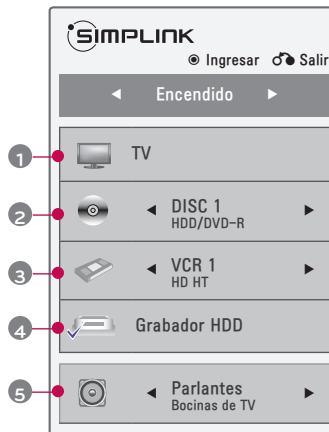 SIMPLINK
Ingresar Salir
Encendido
1 TV
2 DISC 1
HDD/DVD-R
3 VCR 1
HD HT
4 Grabador HDD
5 Parlantes
Bocinas de TV